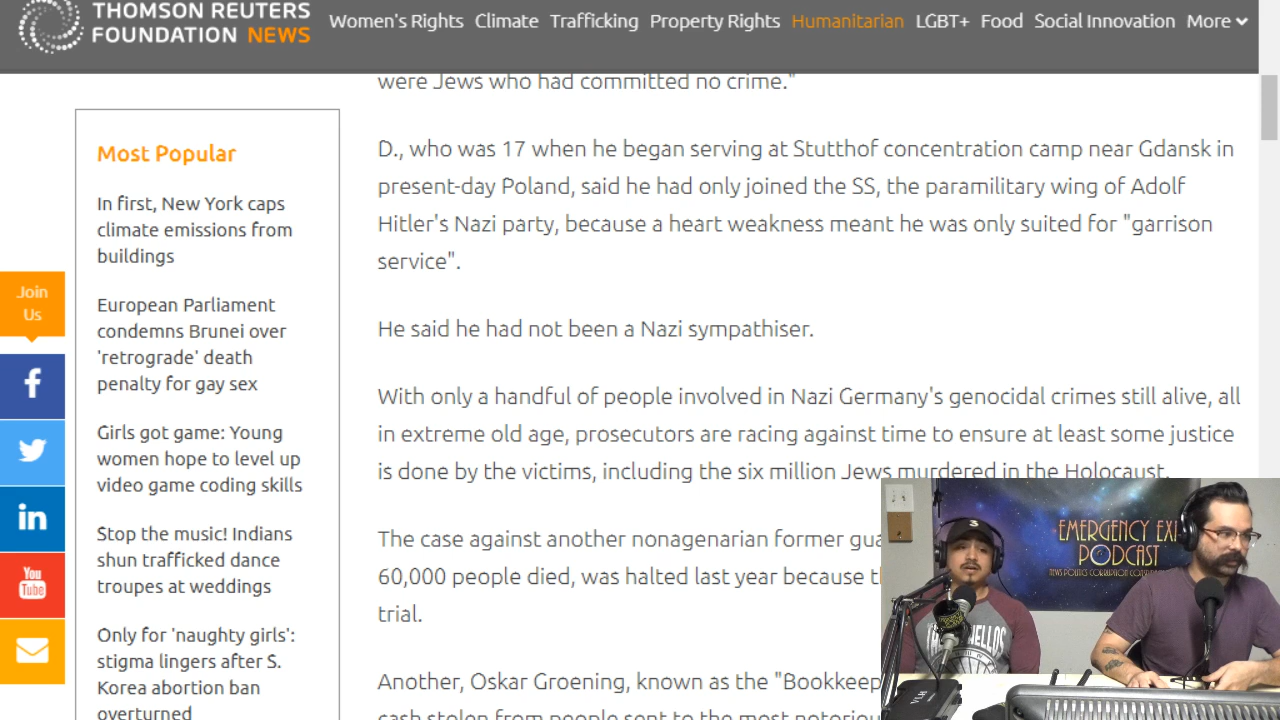 THOMSON REUTERS
FOUNDATION NEWS
Women's Rights Climate Trafficking Property Rights Humanitarian LGBT+ Food Social Innovation More
were Jews who had committed no crime."
D., who was 17 when he began serving at Stutthof concentration camp near Gdansk in
present-day Poland, said he had only joined the SS, the paramilitary wing of Adolf
Hitler's Nazi party, because a heart weakness meant he was only suited for "garrison
service".
He said he had not been a Nazi sympathiser.
With only a handful of people involved in Nazi Germany's genocidal crimes still alive, all
in extreme old age, prosecutors are racing against time to ensure at least some justice
is done by the victims, including the six million Jews murdered in the Holocaust.
The case against another nonagenarian former
60,000 people died, was halted last year because
trial.
Another, Oskar Groening, known as the
cash stolen from people sent to the most
Most Popular
In first, New York caps
climate emissions from
buildings
European Parliament
condemns Brunei over
'retrograde' death
penalty for gay sex
Girls got game: Young
women hope to level up
video game coding skills
Stop the music! Indians
shun trafficked dance
troupes at weddings
Only for 'naughty girls':
stigma lingers after S.
Korea abortion ban
overturned
Join
Us
f
in
You
Tube
EMERGENCY
PODCAST
NEWS POLITICS CORRUPTION
3